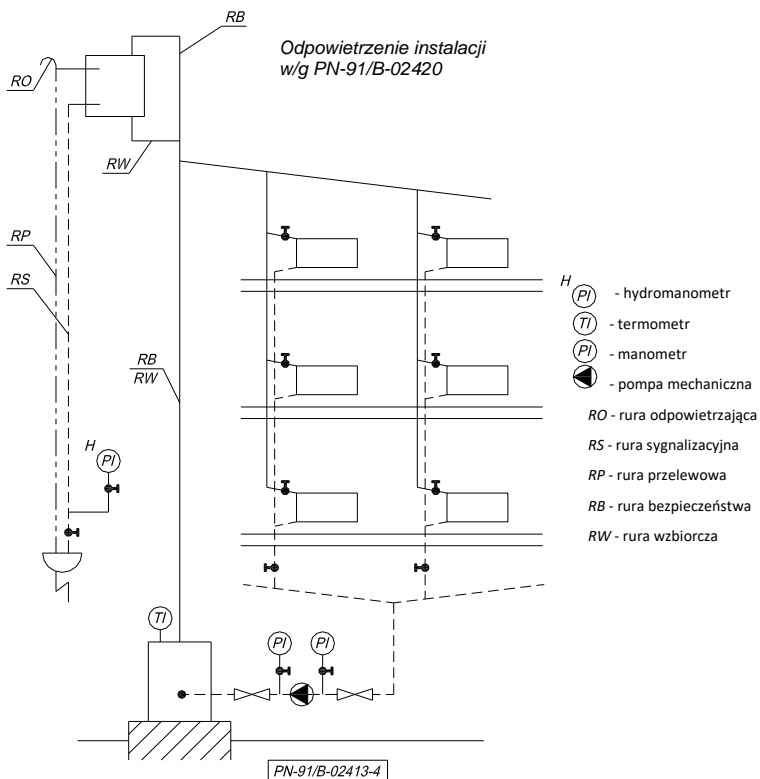 RB
Odpowietrzenie instalacji
w/g PN-91/B-02420
RO
RW
RP
RS
RB
RW
H
PI
TI
PI
PI
PN-91/B-02413-4
H
PI - hydromanometr
TI - termometr
PI - manometr
- pompa mechaniczna
RO - rura odpowietrzająca
RS - rura sygnalizacyjna
RP - rura przelewowa
RB - rura bezpieczeństwa
RW - rura wzbiorcza